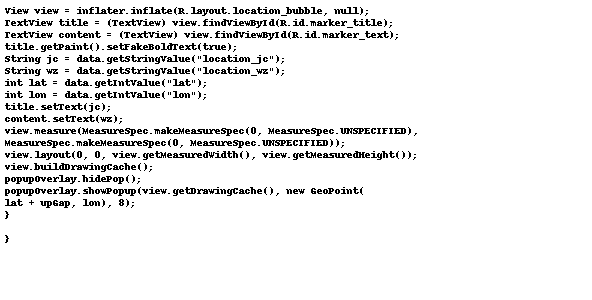 View view = inflater.inflate(R.layout.location_bubble, null);
TextView title = (TextView) view.findViewById(R.id.marker_title);
TextView content = (TextView) view.findViewById(R.id.marker_text);
title.getPaint().setFakeBoldText(true);
String jc = data.getStringValue("location_jc");
String wz = data.getStringValue("location_wz");
int lat = data.getIntValue("lat");
int lon = data.getIntValue("lon");
title.setText(jc);
content.setText(wz);
view.measure(MeasureSpec.makeMeasureSpec(0, MeasureSpec.UNSPECIFIED),
MeasureSpec.makeMeasureSpec(0, MeasureSpec.UNSPECIFIED));
view.layout(0, 0, view.getMeasuredWidth(), view.getMeasuredHeight());
view.buildDrawingCache();
popupOverlay.hidePop();
popupOverlay.showPopup(view.getDrawingCache(), new GeoPoint(
lat + upGap, lon), 8);
}
}